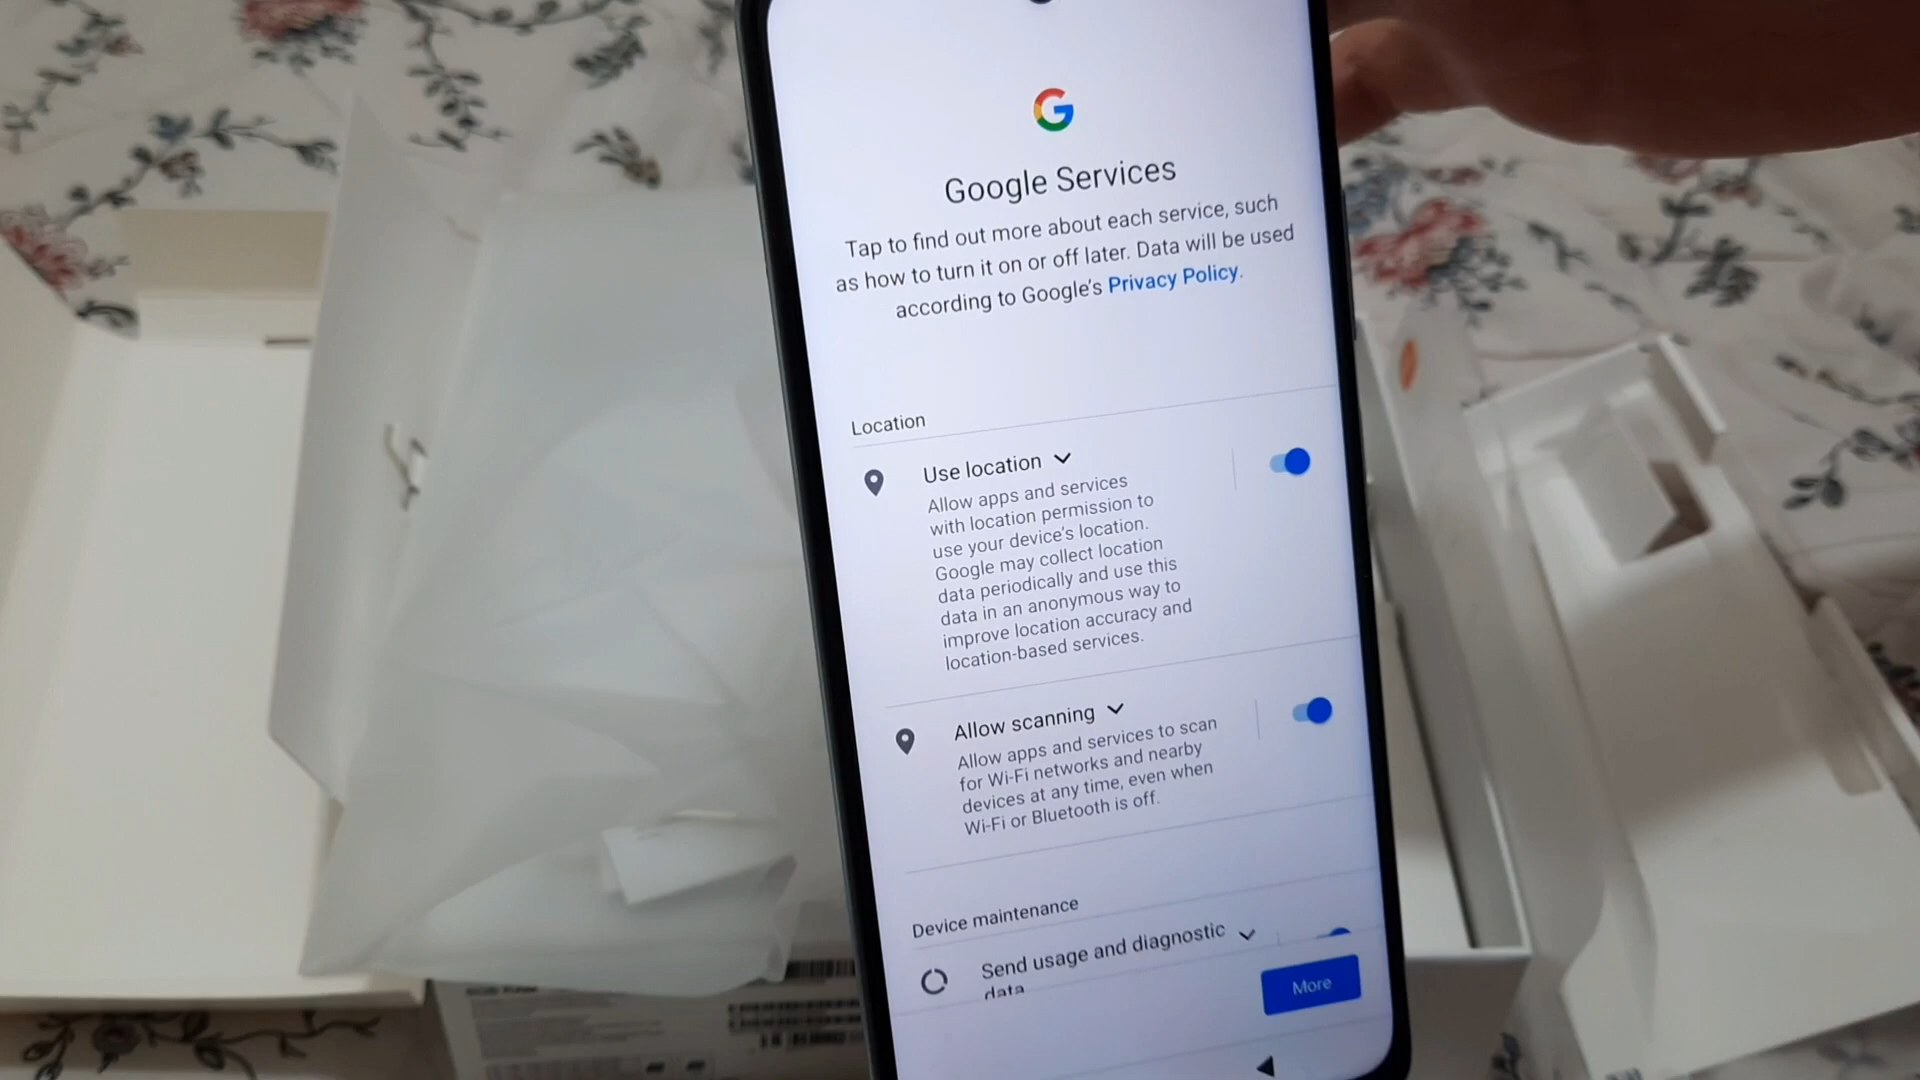 Google Services
Tap to find out more about each service, such
as how to turn it on or off later. Data will be used
according to Google's Privacy Policy.
Location
Use location
Allow apps and services
with location permission to
use your device's location.
Google may collect location
data periodically and use this
data in an anonymous way to
improve location accuracy and
location-based services.
Allow scanning
Allow apps and services to scan
for Wi-Fi networks and nearby
devices at any time, even when
Wi-Fi or Bluetooth is off.
Device maintenance
Send usage and diagnostic
data
More